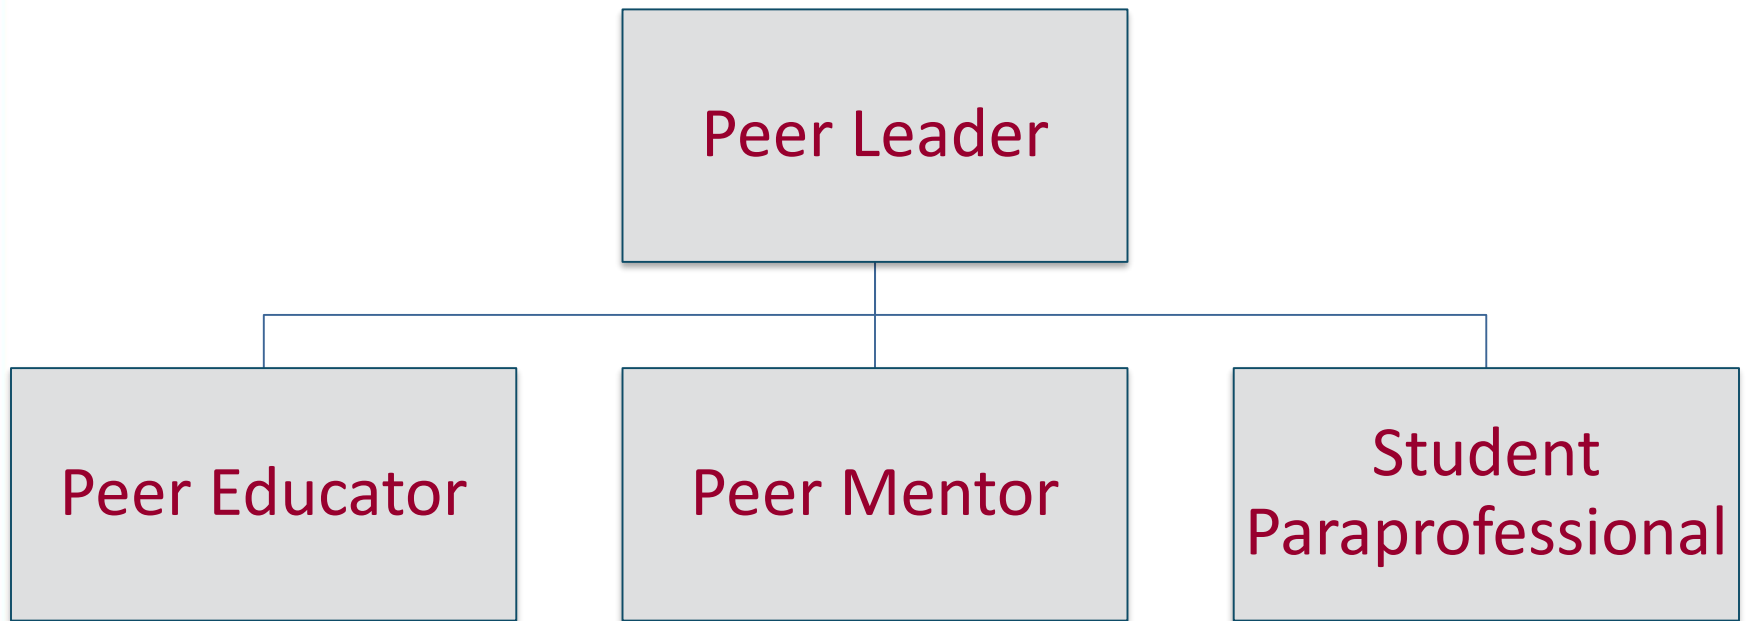 Peer Leader
Peer Educator
Peer Mentor
Student
Paraprofessional